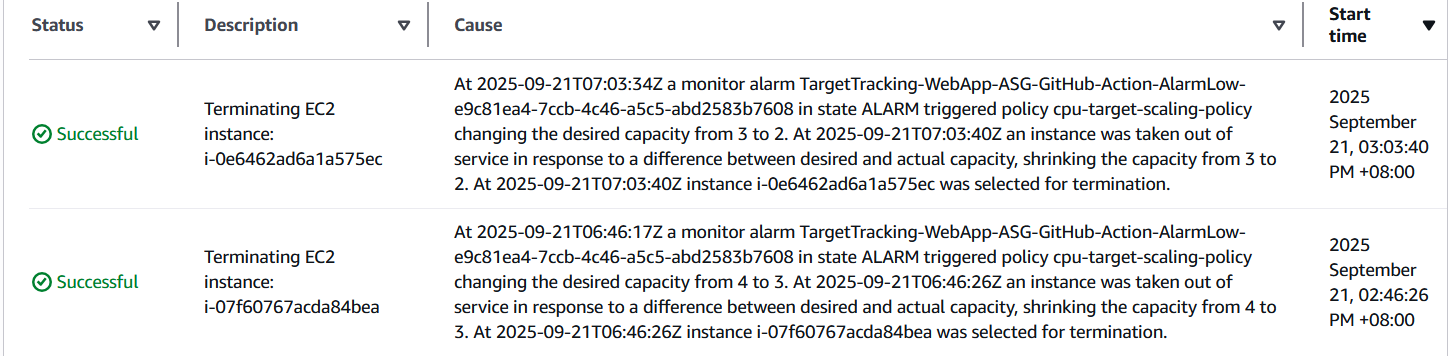 Status
Description
Cause
Start
time
Successful
Terminating EC2
instance:
i-0e6462ad6a1a575ec
At 2025-09-21T07:03:34Z a monitor alarm TargetTracking-WebApp-ASG-GitHub-Action-AlarmLow-
e9c81ea4-7ccb-4c46-a5c5-abd2583b7608 in state ALARM triggered policy cpu-target-scaling-policy
changing the desired capacity from 3 to 2. At 2025-09-21T07:03:40Z an instance was taken out of
service in response to a difference between desired and actual capacity, shrinking the capacity from 3 to
2. At 2025-09-21T07:03:40Z instance i-0e6462ad6a1a575ec was selected for termination.
2025
September
21, 03:03:40
PM +08:00
Successful
Terminating EC2
instance:
i-07f60767acda84bea
At 2025-09-21T06:46:17Z a monitor alarm TargetTracking-WebApp-ASG-GitHub-Action-AlarmLow-
e9c81ea4-7ccb-4c46-a5c5-abd2583b7608 in state ALARM triggered policy cpu-target-scaling-policy
changing the desired capacity from 4 to 3. At 2025-09-21T06:46:26Z an instance was taken out of
service in response to a difference between desired and actual capacity, shrinking the capacity from 4 to
3. At 2025-09-21T06:46:26Z instance i-07f60767acda84bea was selected for termination.
2025
September
21, 02:46:26
PM +08:00